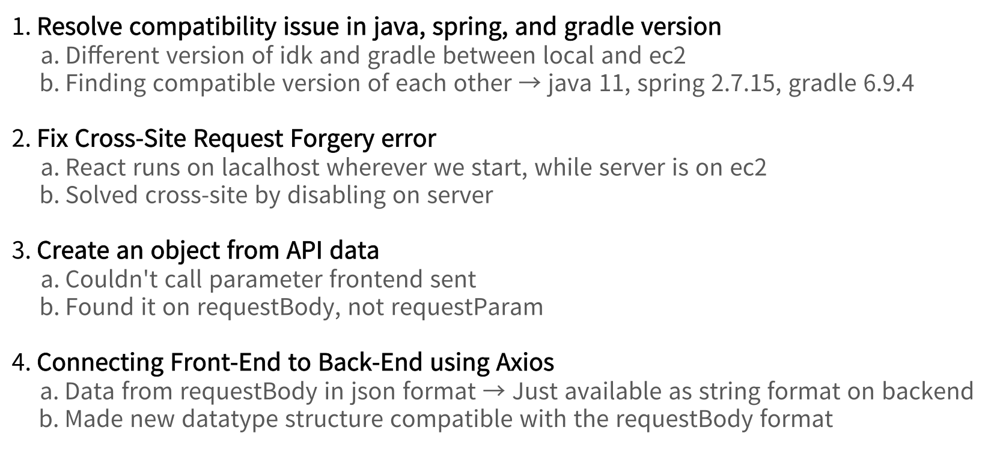 1. Resolve compatibility issue in java, spring, and gradle version
a. Different version of idk and gradle between local and ec2
b. Finding compatible version of each other → java 11, spring 2.7.15, gradle 6.9.4
2. Fix Cross-Site Request Forgery error
a. React runs on lacalhost wherever we start, while server is on ec2
b. Solved cross-site by disabling on server
3. Create an object from API data
a. Couldn't call parameter frontend sent
b. Found it on requestBody, not requestParam
4. Connecting Front-End to Back-End using Axios
a. Data from requestBody in json format → Just available as string format on backend
b. Made new datatype structure compatible with the requestBody format